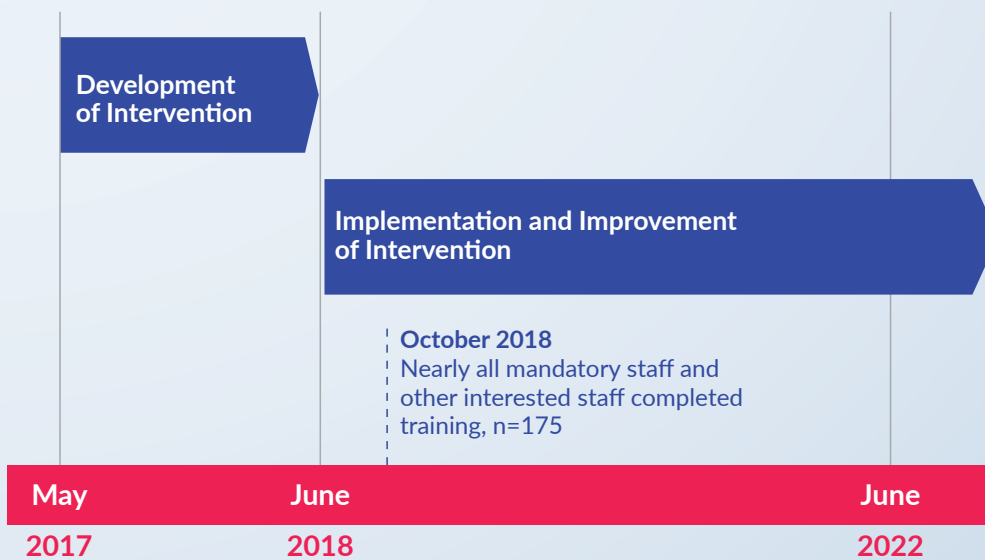 Development
of Intervention
Implementation and Improvement
of Intervention
October 2018
Nearly all mandatory staff and
other interested staff completed
training, n=175
May
June
June
2017
2018
2022